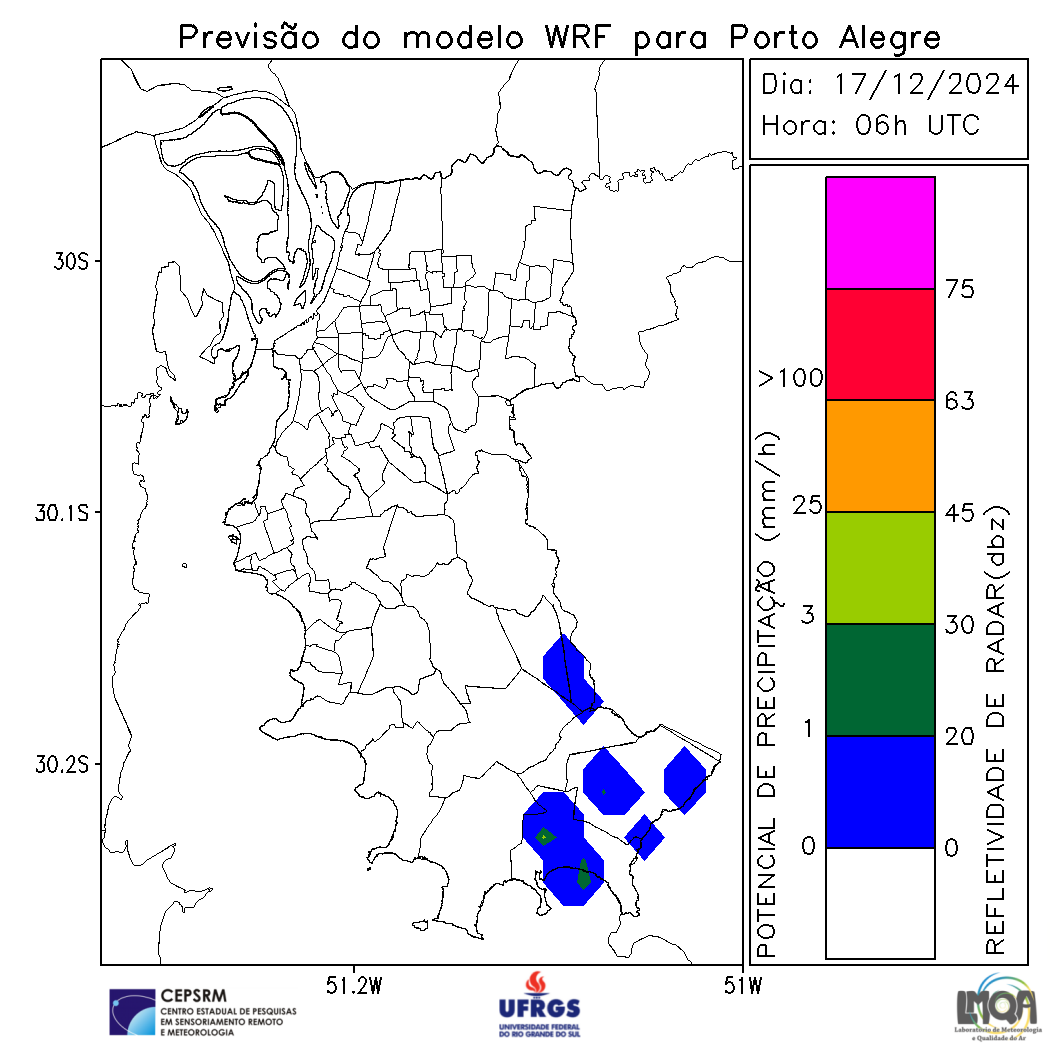 Previsão do modelo WRF para Porto Alegre
Dia: 17/12/2024
Hora: 06h UTC
30S
30.1S
30.2S
51.2W
51W
POTENCIAL DE PRECIPITAÇÃO (mm/h)
>100
25
3
1
0
75
63
45
30
20
0
REFLETIVIDADE DE RADAR(dbz)
CEPSRM
CENTRO ESTADUAL DE PESQUISAS
EM SENSORIAMENTO REMOTO
E METEOROLOGIA
UFRGS
UNIVERSIDADE FEDERAL
DO RIO GRANDE DO SUL
LMQA
Laboratório de Meteorologia
e Qualidade do Ar